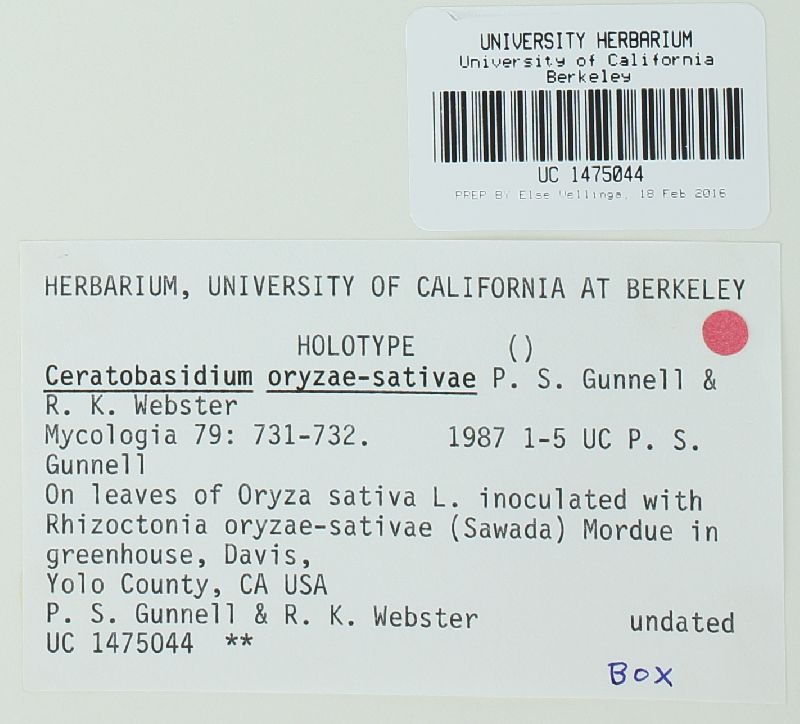 UNIVERSITY HERBARIUM
University of California
Berkeley
UC 1475044
PREP BY Else Vellinga, 18 Feb 2016
HERBARIUM, UNIVERSITY OF CALIFORNIA AT BERKELEY
HOLOTYPE ()
Ceratobasidium oryzae-sativae P. S. Gunnell &
R. K. Webster
Mycologia 79: 731-732. 1987 1-5 UC P. S.
Gunnell
On leaves of Oryza sativa L. inoculated with
Rhizoctonia oryzae-sativae (Sawada) Mordue in
greenhouse, Davis,
Yolo County, CA USA
P. S. Gunnell & R. K. Webster undated
UC 1475044 **
BOX